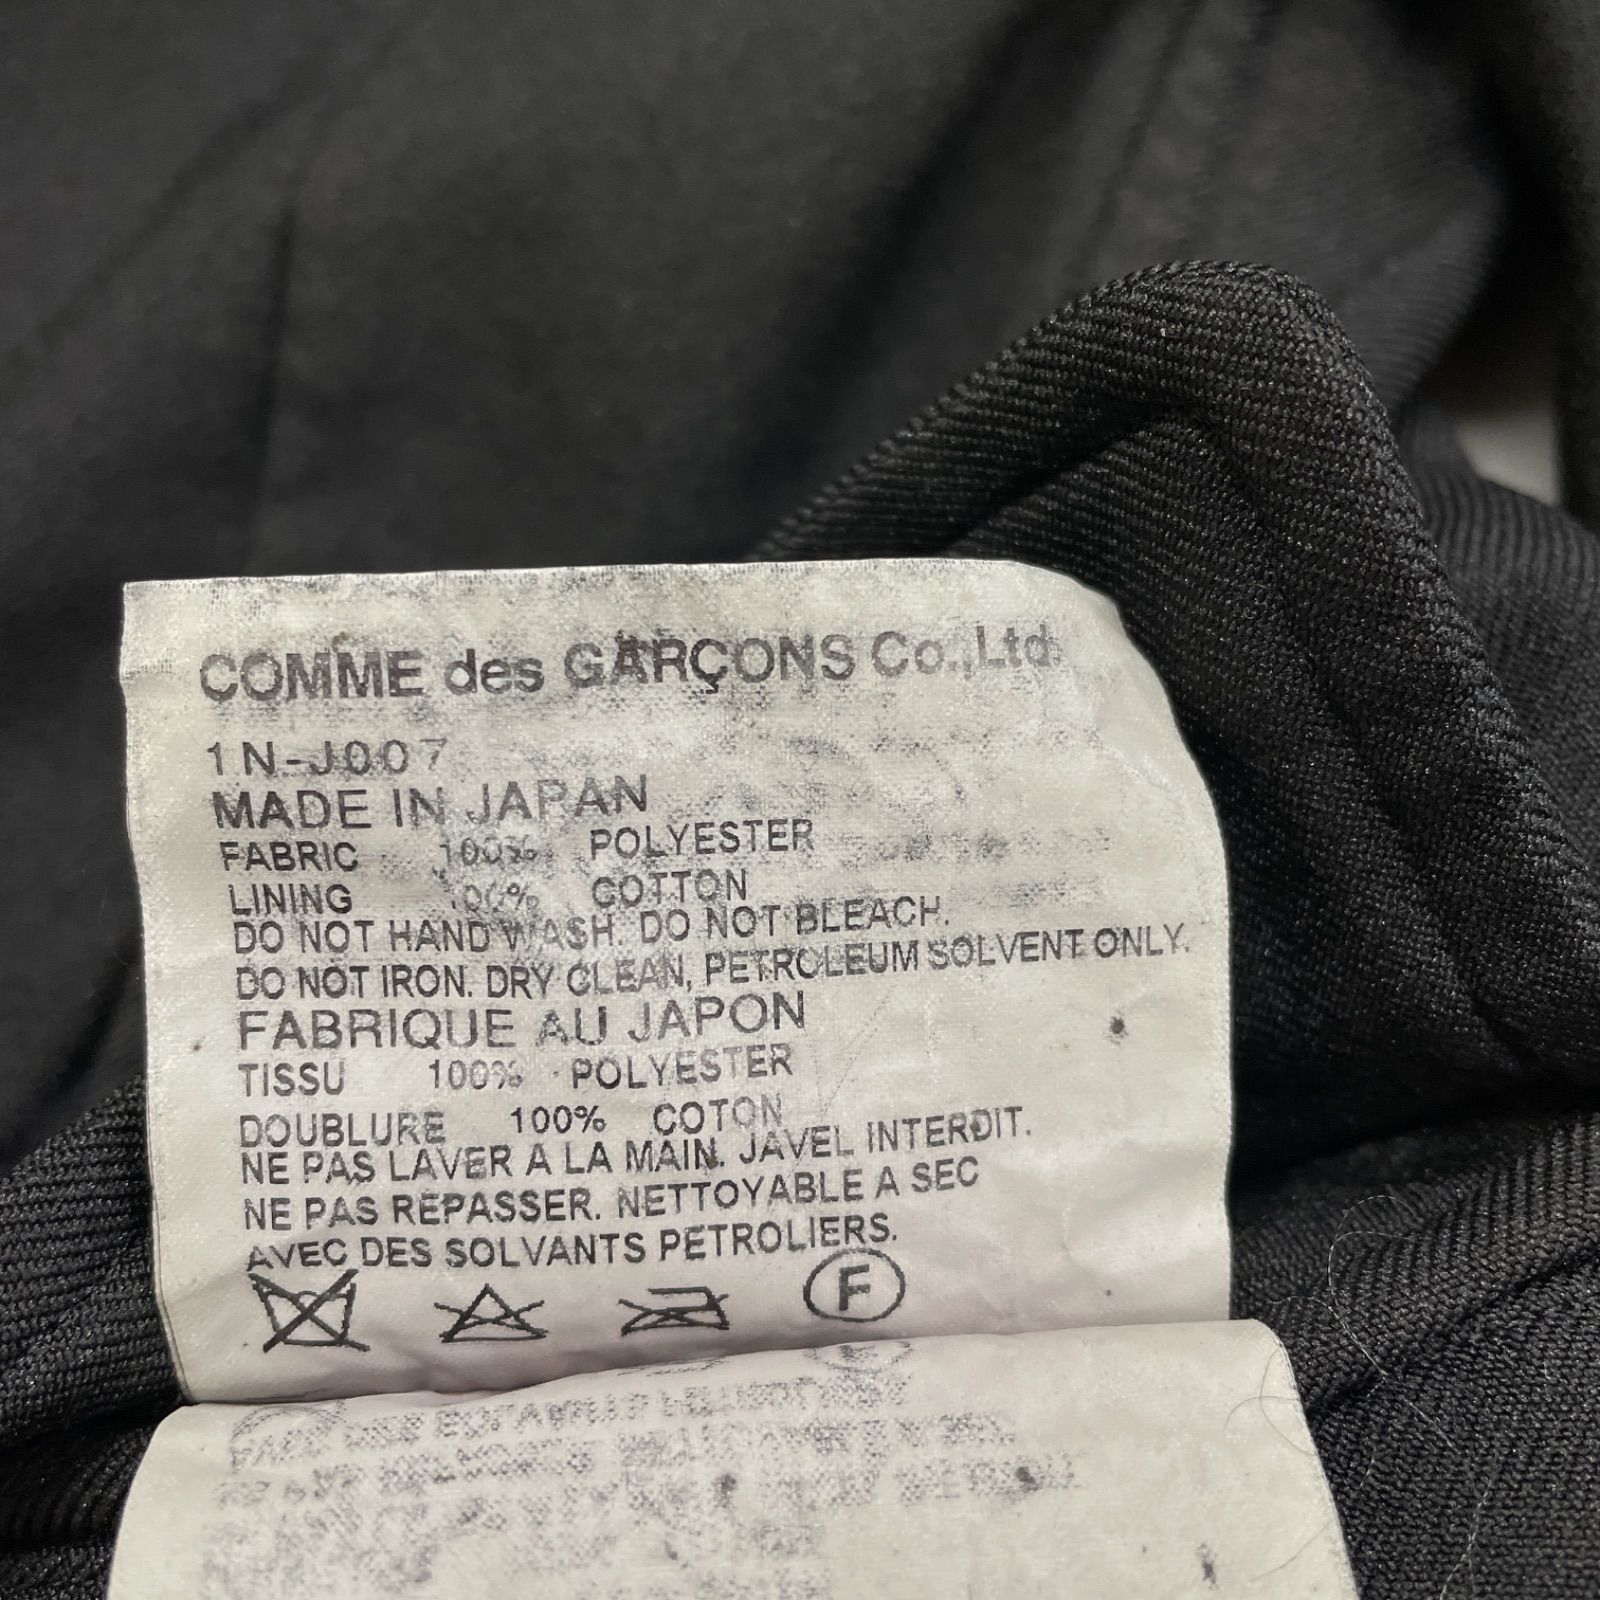 COMME des GARÇONS Co.,Ltd.
1N-J007
MADE IN JAPAN
FABRIC 100% POLYESTER
LINING 100% COTTON
DO NOT HAND WASH. DO NOT BLEACH.
DO NOT IRON. DRY CLEAN, PETROLEUM SOLVENT ONLY.
FABRIQUE AU JAPON
TISSU 100% POLYESTER
DOUBLURE 100% COTON
NE PAS LAVER A LA MAIN. JAVEL INTERDIT.
NE PAS REPASSER. NETTOYABLE A SEC
AVEC DES SOLVANTS PETROLIERS.
F